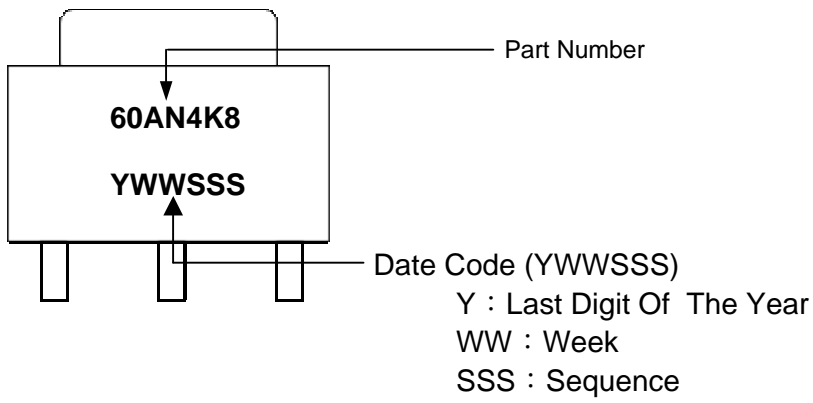 Part Number
60AN4K8
YWWSSS
Date Code (YWWSSS)
Y：Last Digit Of The Year
WW：Week
SSS：Sequence